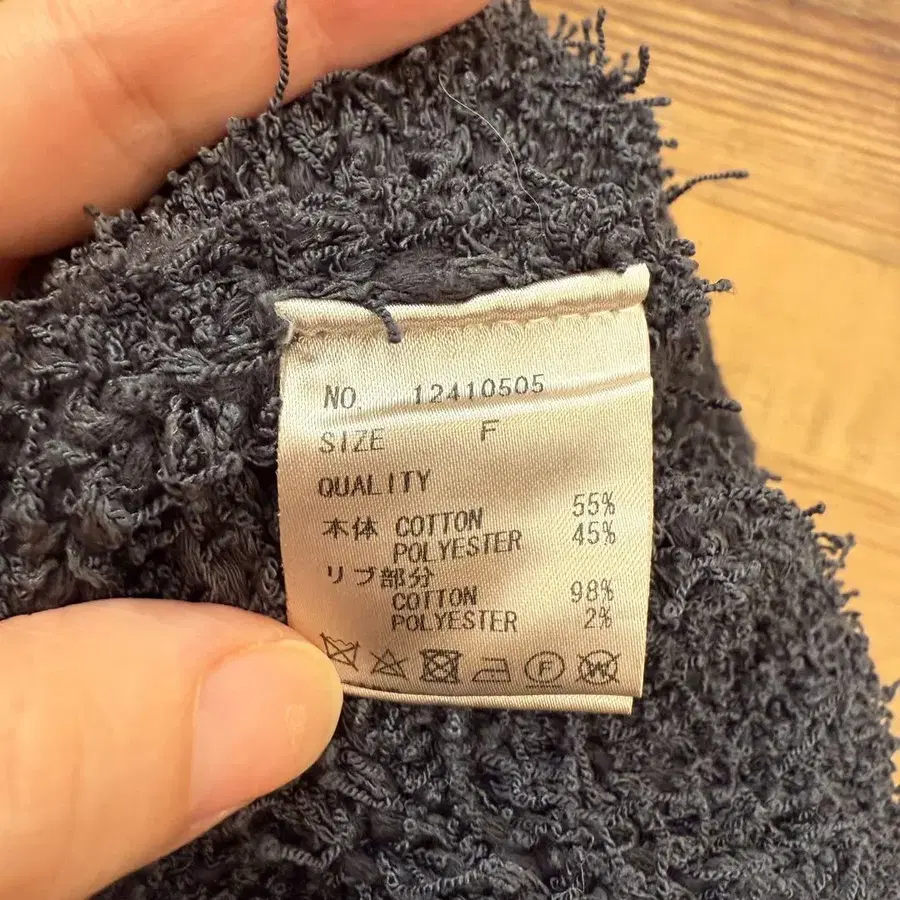 NO. 12410505
SIZE F
QUALITY
本体 COTTON 55%
POLYESTER 45%
リブ部分
COTTON 98%
POLYESTER 2%
F W